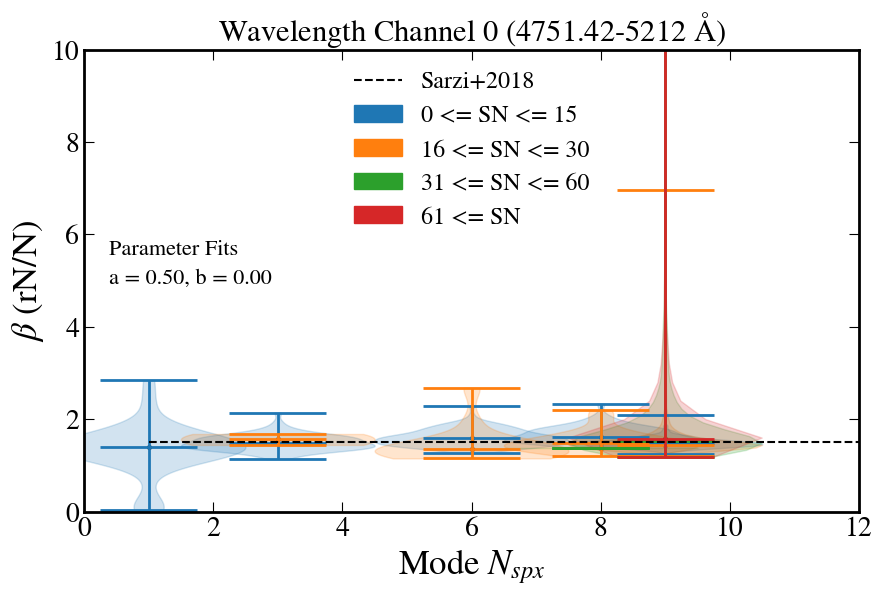 Wavelength Channel 0 (4751.42-5212 Å)
10
8
6
4
2
0
β (rN/N)
Sarzi+2018
0 <= SN <= 15
16 <= SN <= 30
31 <= SN <= 60
61 <= SN
Parameter Fits
a = 0.50, b = 0.00
0 2 4 6 8 10 12
Mode N_{spx}